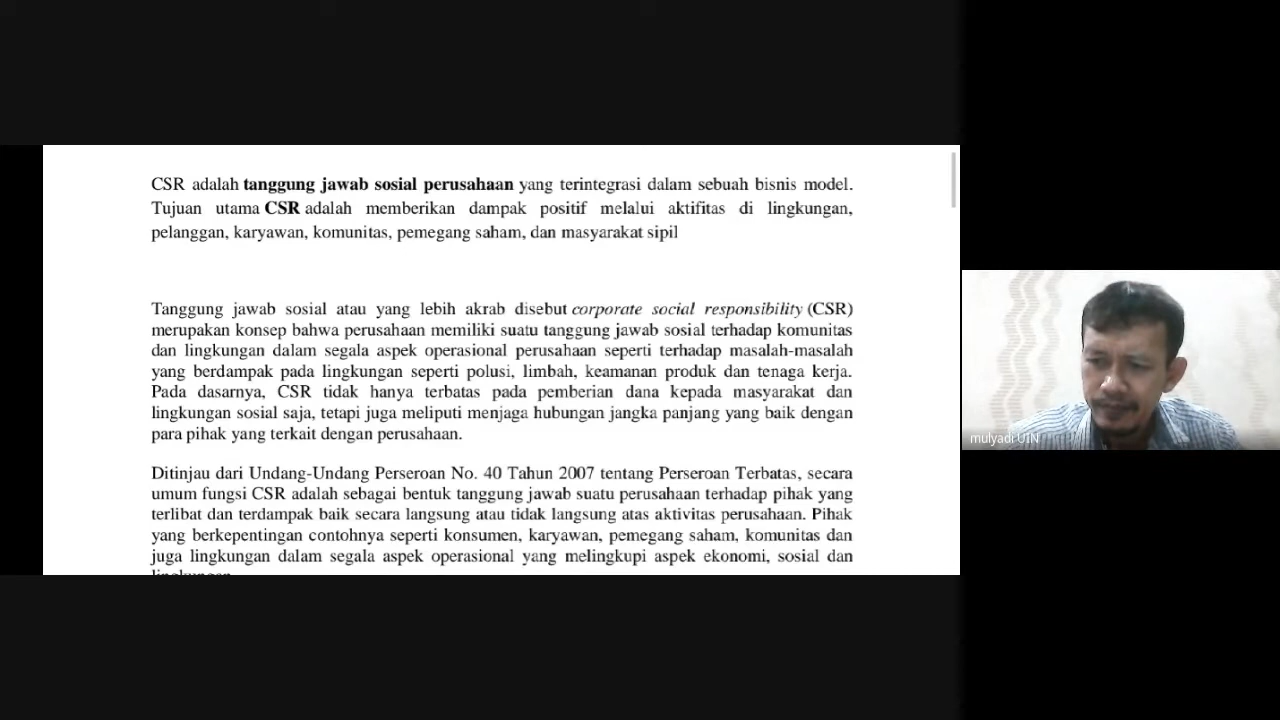 CSR adalah tanggung jawab sosial perusahaan yang terintegrasi dalam sebuah bisnis model.
Tujuan utama CSR adalah memberikan dampak positif melalui aktifitas di lingkungan,
pelanggan, karyawan, komunitas, pemegang saham, dan masyarakat sipil
Tanggung jawab sosial atau yang lebih akrab disebut corporate social responsibility (CSR)
merupakan konsep bahwa perusahaan memiliki suatu tanggung jawab sosial terhadap komunitas
dan lingkungan dalam segala aspek operasional perusahaan seperti terhadap masalah-masalah
yang berdampak pada lingkungan seperti polusi, limbah, keamanan produk dan tenaga kerja.
Pada dasarnya, CSR tidak hanya terbatas pada pemberian dana kepada masyarakat dan
lingkungan sosial saja, tetapi juga meliputi menjaga hubungan jangka panjang yang baik dengan
para pihak yang terkait dengan perusahaan.
Ditinjau dari Undang-Undang Perseroan No. 40 Tahun 2007 tentang Perseroan Terbatas, secara
umum fungsi CSR adalah sebagai bentuk tanggung jawab suatu perusahaan terhadap pihak yang
terlibat dan terdampak baik secara langsung atau tidak langsung atas aktivitas perusahaan. Pihak
yang berkepentingan contohnya seperti konsumen, karyawan, pemegang saham, komunitas dan
juga lingkungan dalam segala aspek operasional yang melingkupi aspek ekonomi, sosial dan
mulyadi UIN